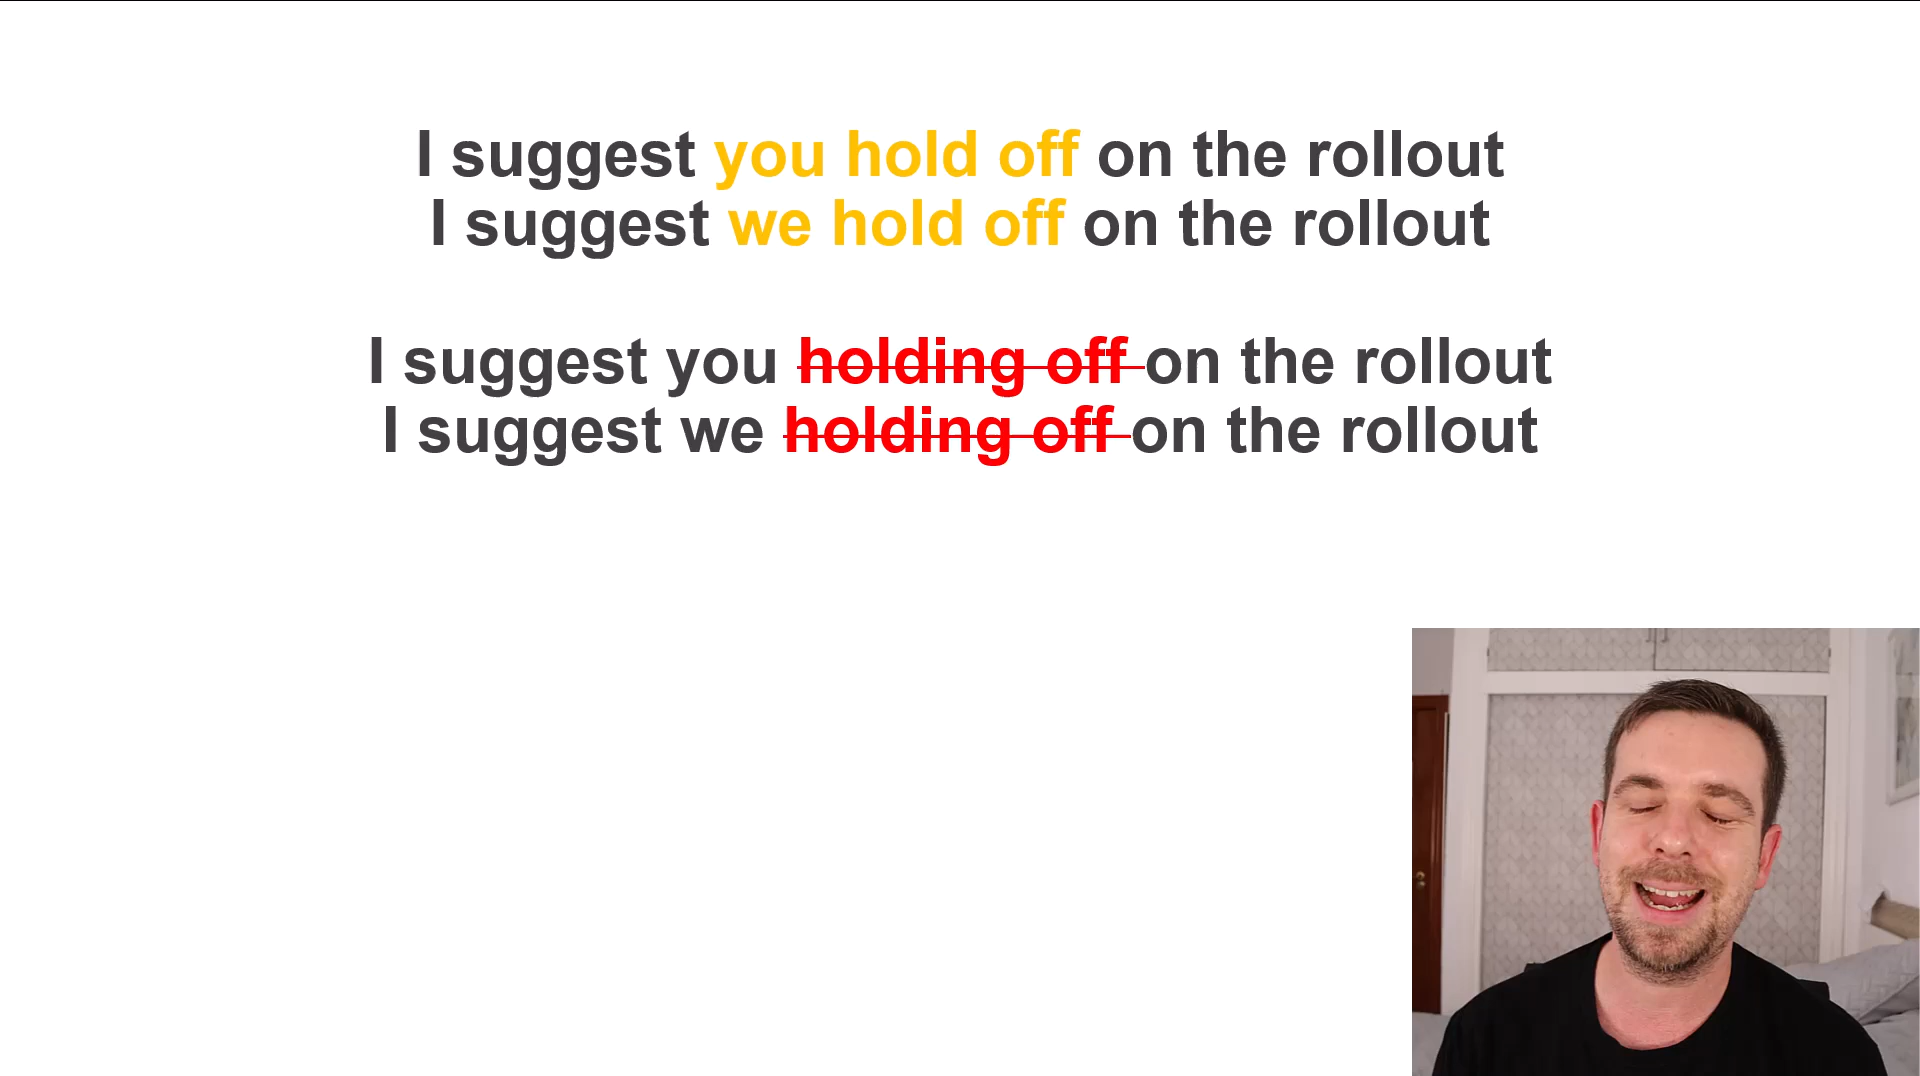 I suggest you hold off on the rollout
I suggest we hold off on the rollout
I suggest you holding off on the rollout
I suggest we holding off on the rollout